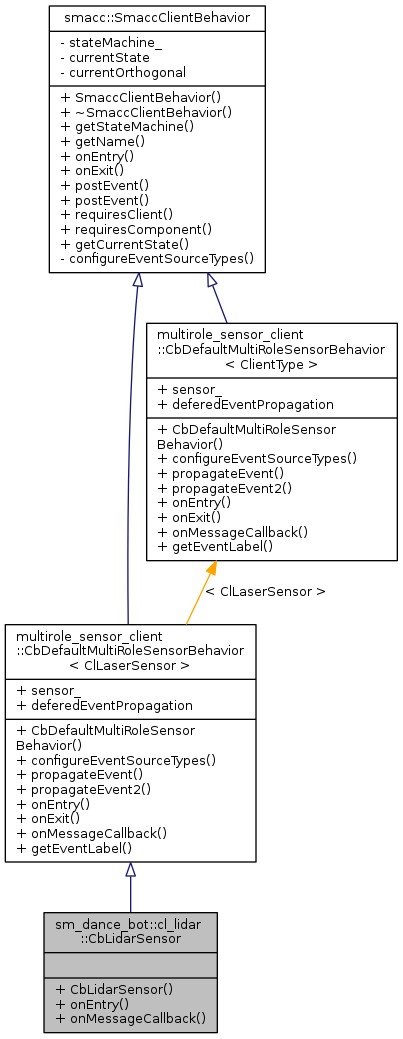 smacc::SmaccClientBehavior
- stateMachine_
- currentState
- currentOrthogonal
+ SmaccClientBehavior()
+ ~SmaccClientBehavior()
+ getStateMachine()
+ getName()
+ onEntry()
+ onExit()
+ postEvent()
+ postEvent()
+ requiresClient()
+ requiresComponent()
+ getCurrentState()
- configureEventSourceTypes()
multirole_sensor_client
::CbDefaultMultiRoleSensorBehavior
< ClientType >
+ sensor_
+ deferedEventPropagation
+ CbDefaultMultiRoleSensor
Behavior()
+ configureEventSourceTypes()
+ propagateEvent()
+ propagateEvent2()
+ onEntry()
+ onExit()
+ onMessageCallback()
+ getEventLabel()
< ClLaserSensor >
multirole_sensor_client
::CbDefaultMultiRoleSensorBehavior
< ClLaserSensor >
+ sensor_
+ deferedEventPropagation
+ CbDefaultMultiRoleSensor
Behavior()
+ configureEventSourceTypes()
+ propagateEvent()
+ propagateEvent2()
+ onEntry()
+ onExit()
+ onMessageCallback()
+ getEventLabel()
sm_dance_bot::cl_lidar
::CbLidarSensor
+ CbLidarSensor()
+ onEntry()
+ onMessageCallback()